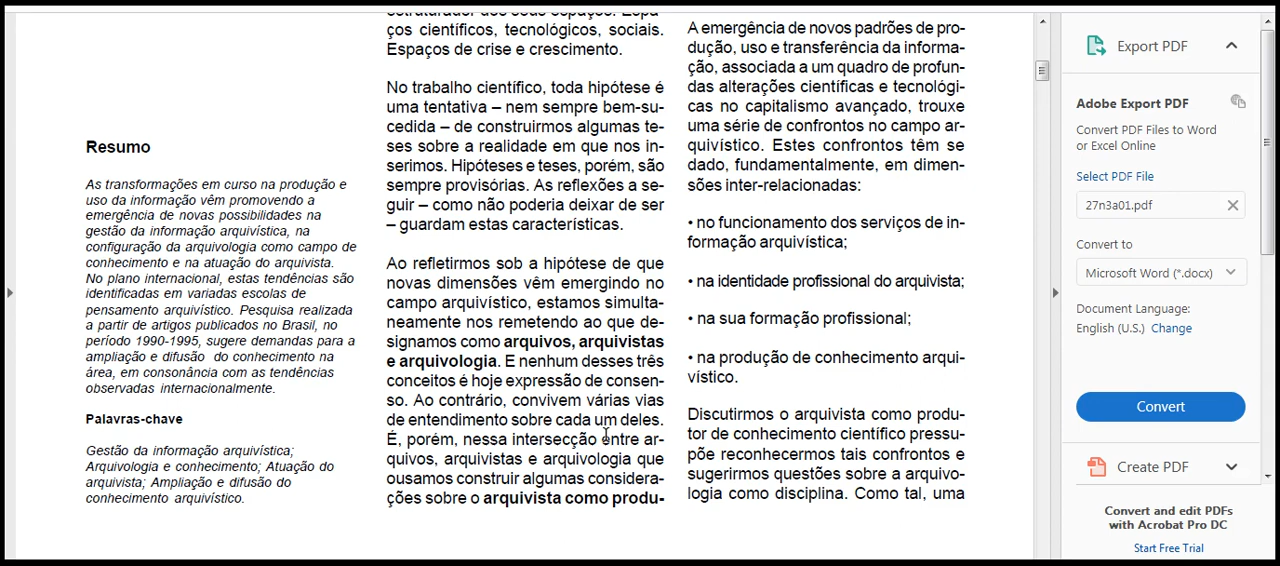 Resumo
As transformações em curso na produção e
uso da informação vêm promovendo a
emergência de novas possibilidades na
gestão da informação arquivística, na
configuração da arquivologia como campo de
conhecimento e na atuação do arquivista.
No plano internacional, estas tendências são
identificadas em variadas escolas de
pensamento arquivístico. Pesquisa realizada
a partir de artigos publicados no Brasil, no
período 1990-1995, sugere demandas para a
ampliação e difusão do conhecimento na
área, em consonância com as tendências
observadas internacionalmente.
Palavras-chave
Gestão da informação arquivística;
Arquivologia e conhecimento; Atuação do
arquivista; Ampliação e difusão do
conhecimento arquivístico.
estruturador dos seus espaços. Espa-
ços científicos, tecnológicos, sociais.
Espaços de crise e crescimento.
No trabalho científico, toda hipótese é
uma tentativa – nem sempre bem-su-
cedida – de construirmos algumas te-
ses sobre a realidade em que nos in-
serimos. Hipóteses e teses, porém, são
sempre provisórias. As reflexões a se-
guir – como não poderia deixar de ser
– guardam estas características.
Ao refletirmos sob a hipótese de que
novas dimensões vêm emergindo no
campo arquivístico, estamos simulta-
neamente nos remetendo ao que de-
signamos como arquivos, arquivistas
e arquivologia. E nenhum desses três
conceitos é hoje expressão de consen-
so. Ao contrário, convivem várias vias
de entendimento sobre cada um deles.
É, porém, nessa intersecção entre ar-
quivos, arquivistas e arquivologia que
ousamos construir algumas considera-
ções sobre o arquivista como produ-
A emergência de novos padrões de pro-
dução, uso e transferência da informa-
ção, associada a um quadro de profun-
das alterações científicas e tecnológi-
cas no capitalismo avançado, trouxe
uma série de confrontos no campo ar-
quivístico. Estes confrontos têm se
dado, fundamentalmente, em dimen-
sões inter-relacionadas:
• no funcionamento dos serviços de in-
formação arquivística;
• na identidade profissional do arquivista;
• na sua formação profissional;
• na produção de conhecimento arqui-
vístico.
Discutirmos o arquivista como produ-
tor de conhecimento científico pressu-
põe reconhecermos tais confrontos e
sugerirmos questões sobre a arquivo-
logia como disciplina. Como tal, uma
Export PDF
Adobe Export PDF
Convert PDF Files to Word
or Excel Online
Select PDF File
27n3a01.pdf
Convert to
Microsoft Word (*.docx)
Document Language:
English (U.S.) Change
Convert
Create PDF
Convert and edit PDFs
with Acrobat Pro DC
Start Free Trial